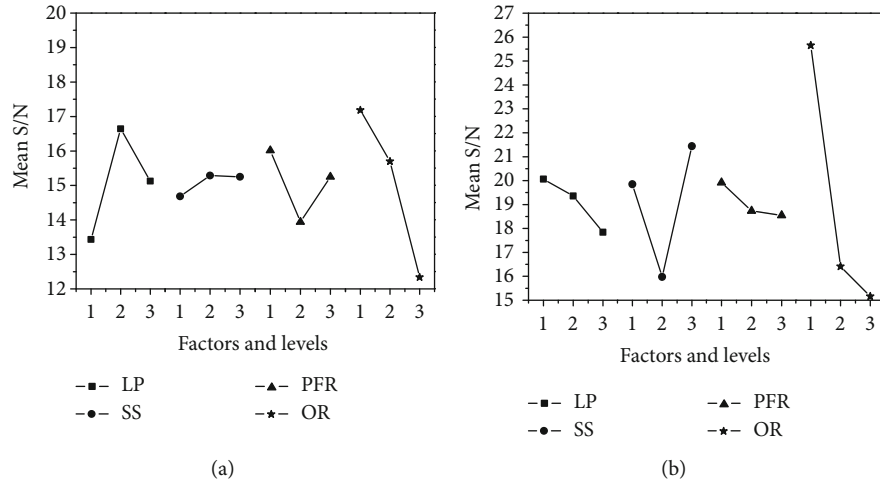 20
19
18
17
16
15
14
13
12
Mean S/N
1 2 3 1 2 3 1 2 3 1 2 3
Factors and levels
LP
PFR
SS
OR
(a)
27
26
25
24
23
22
21
20
19
18
17
16
15
Mean S/N
1 2 3 1 2 3 1 2 3 1 2 3
Factors and levels
LP
PFR
SS
OR
(b)